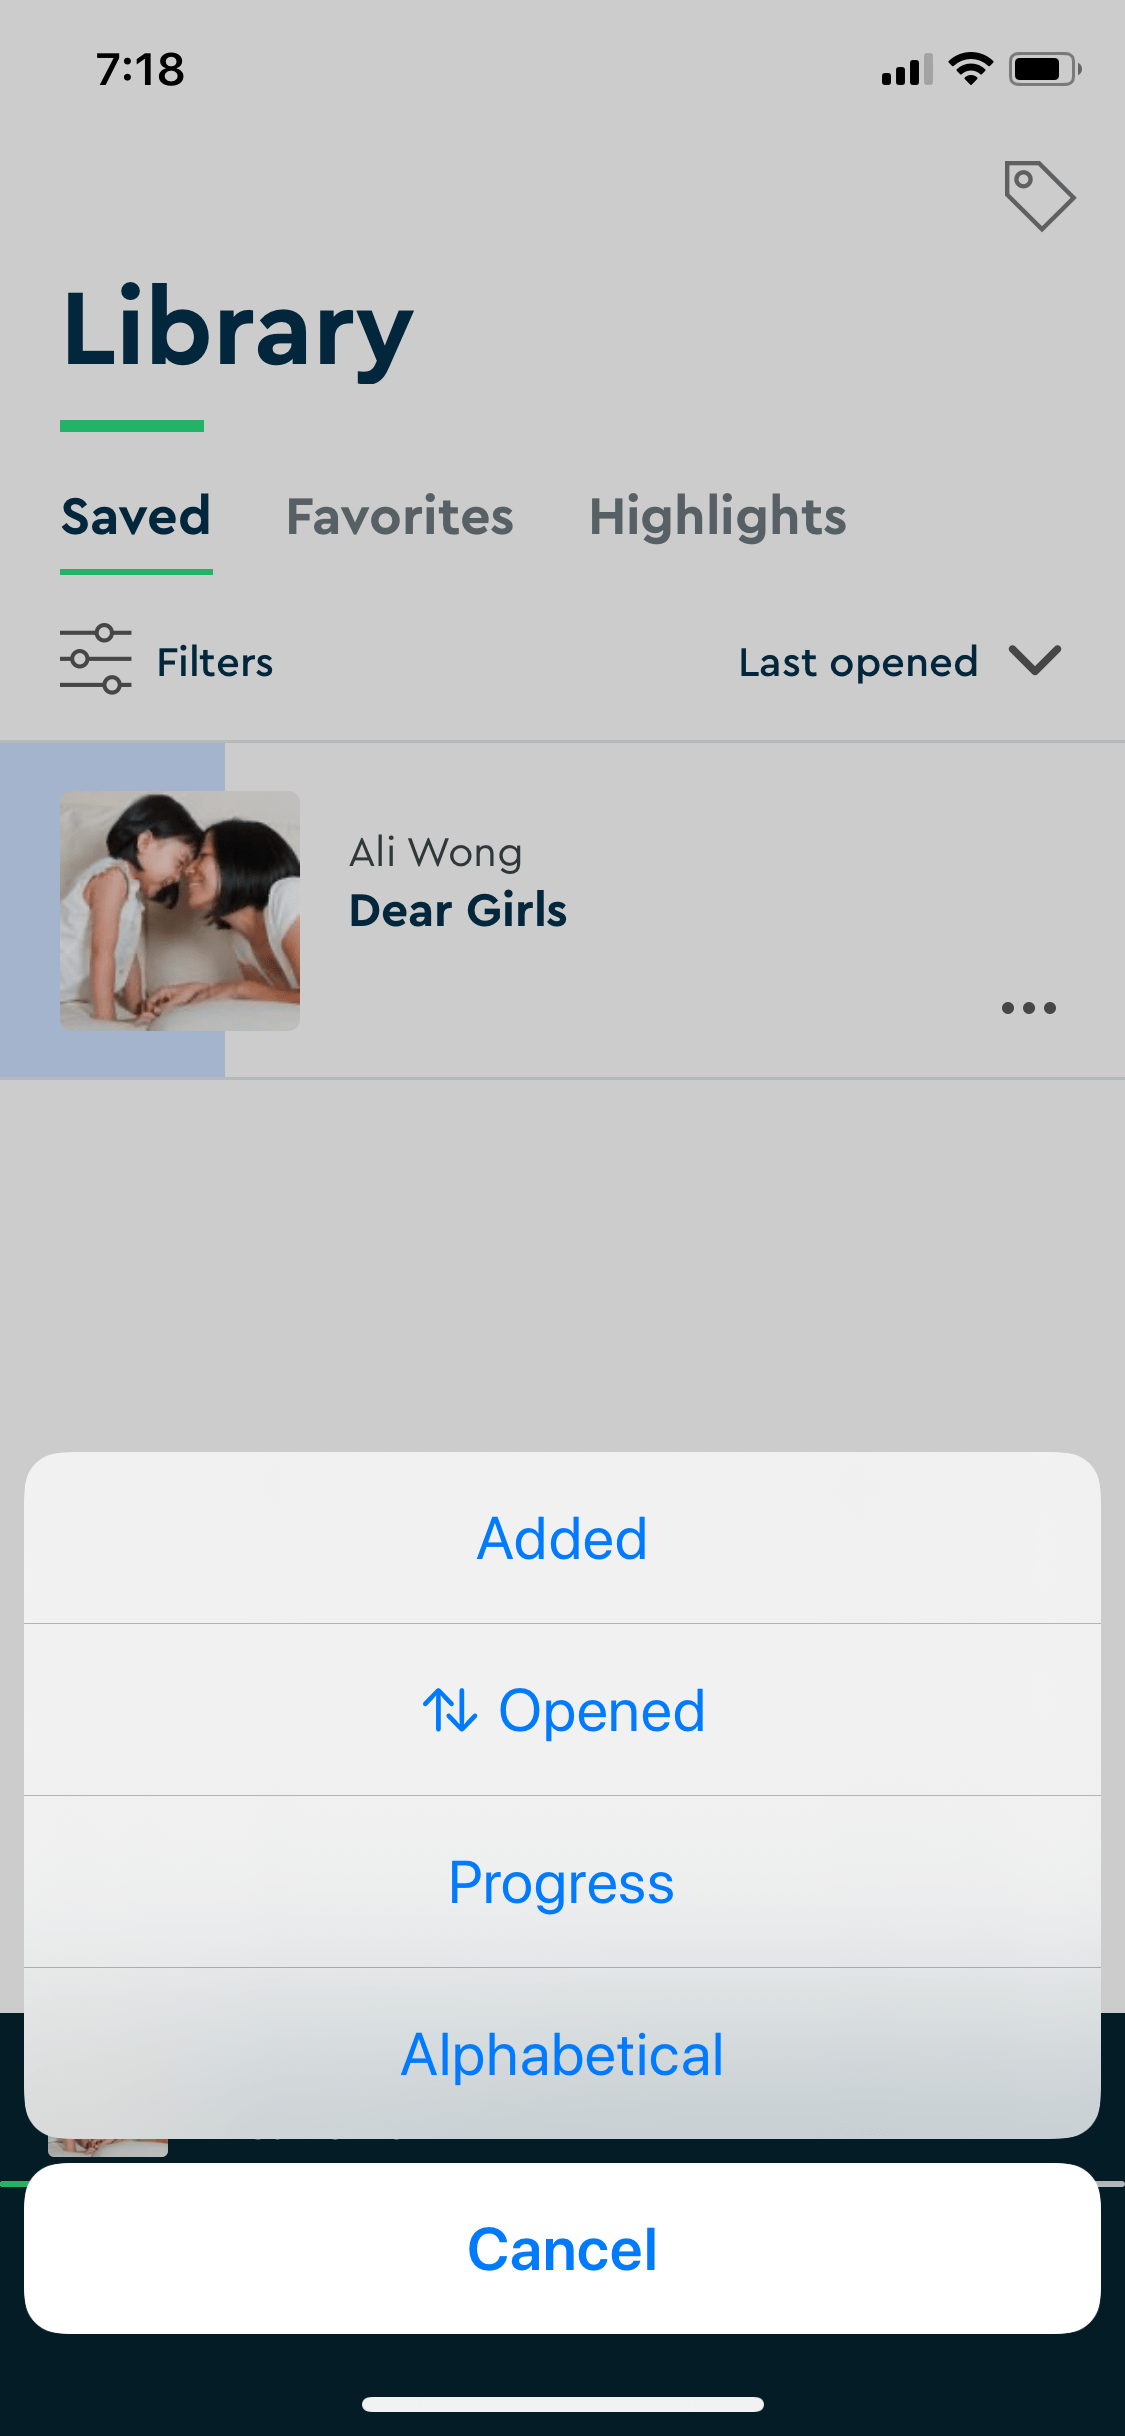 7:18
Library
Saved Favorites Highlights
Filters Last opened
Ali Wong
Dear Girls
Added
Opened
Progress
Alphabetical
Cancel